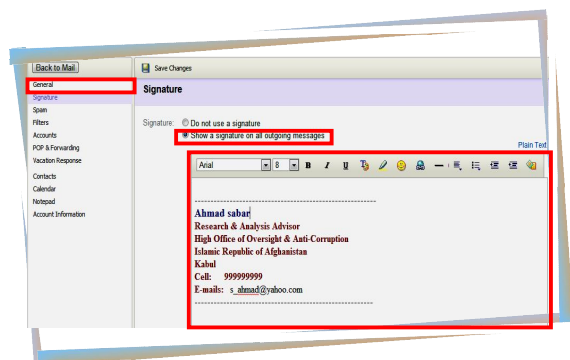 Back to Mail
Save Changes
General
Signature
Signature
Spam
Filters
Accounts
POP & Forwarding
Vacation Response
Contacts
Calendar
Notepad
Account Information
Signature:
Do not use a signature
Show a signature on all outgoing messages
Plain Text
Arial 8 B I U
--------------------------------------------------------
Ahmad sabar
Research & Analysis Advisor
High Office of Oversight & Anti-Corruption
Islamic Republic of Afghanistan
Kabul
Cell: 999999999
E-mails: s_ahmad@yahoo.com
--------------------------------------------------------